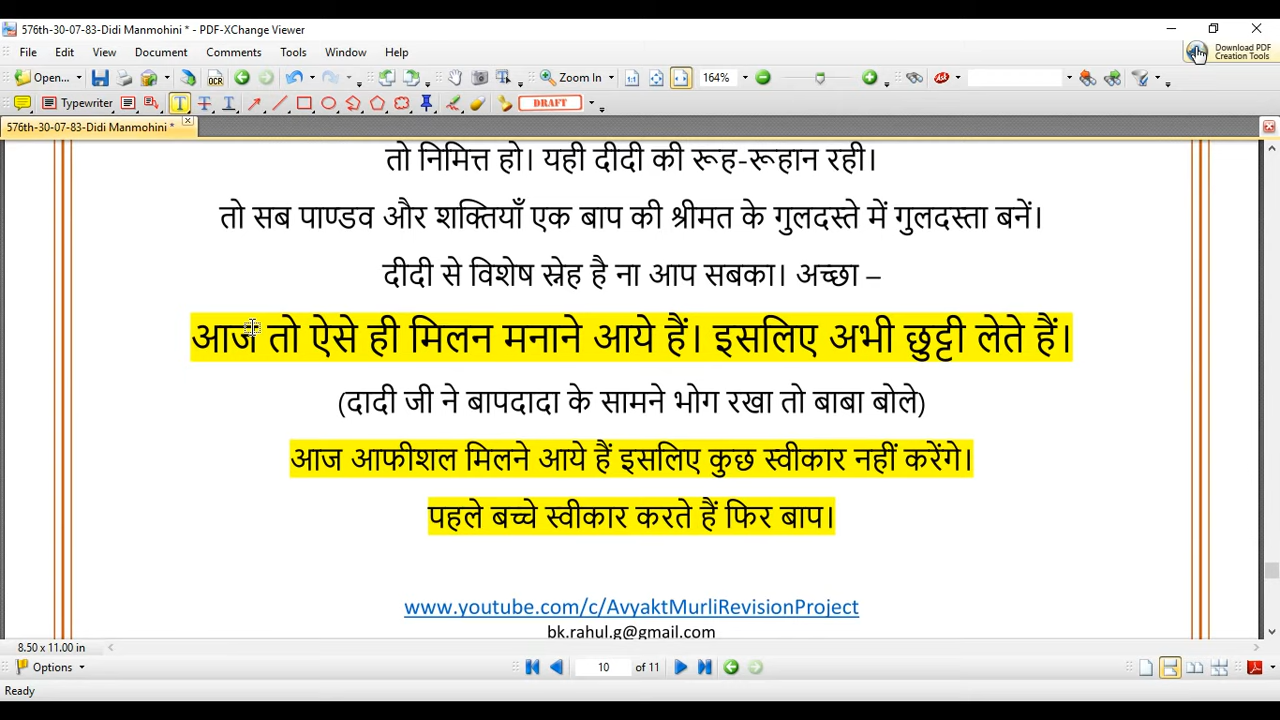 576th-30-07-83-Didi Manmohini * - PDF-XChange Viewer
File Edit View Document Comments Tools Window Help
Download PDF
Creation Tools
Open... OCR Zoom In 164%
Typewriter DRAFT
576th-30-07-83-Didi Manmohini *
तो निमित्त हो। यही दीदी की रूह-रूहान रही।
तो सब पाण्डव और शक्तियाँ एक बाप की श्रीमत के गुलदस्ते में गुलदस्ता बनें।
दीदी से विशेष स्नेह है ना आप सबका। अच्छा –
आज तो ऐसे ही मिलन मनाने आये हैं। इसलिए अभी छुट्टी लेते हैं।
(दादी जी ने बापदादा के सामने भोग रखा तो बाबा बोले)
आज आफीशल मिलने आये हैं इसलिए कुछ स्वीकार नहीं करेंगे।
पहले बच्चे स्वीकार करते हैं फिर बाप।
www.youtube.com/c/AvyaktMurliRevisionProject
bk.rahul.g@gmail.com
8.50 x 11.00 in
Options 10 of 11
Ready